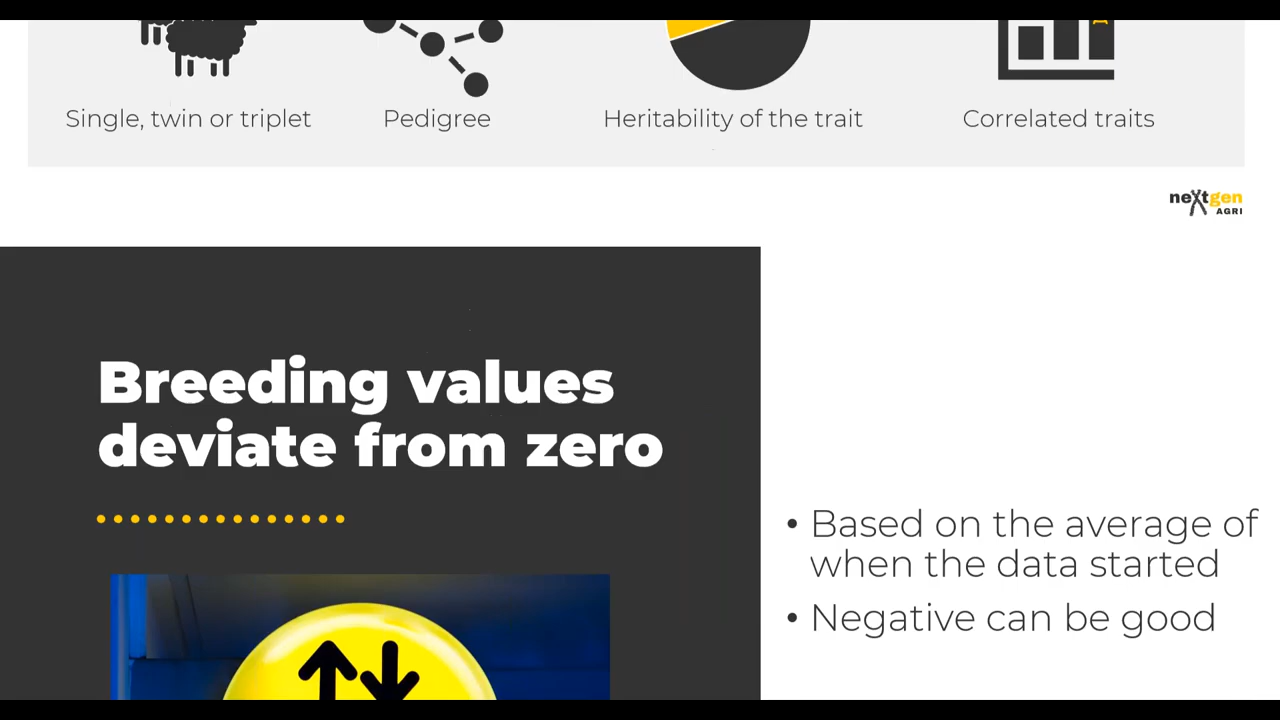 Single, twin or triplet
Pedigree
Heritability of the trait
Correlated traits
nextgen
AGRI
Breeding values
deviate from zero
• Based on the average of
when the data started
• Negative can be good